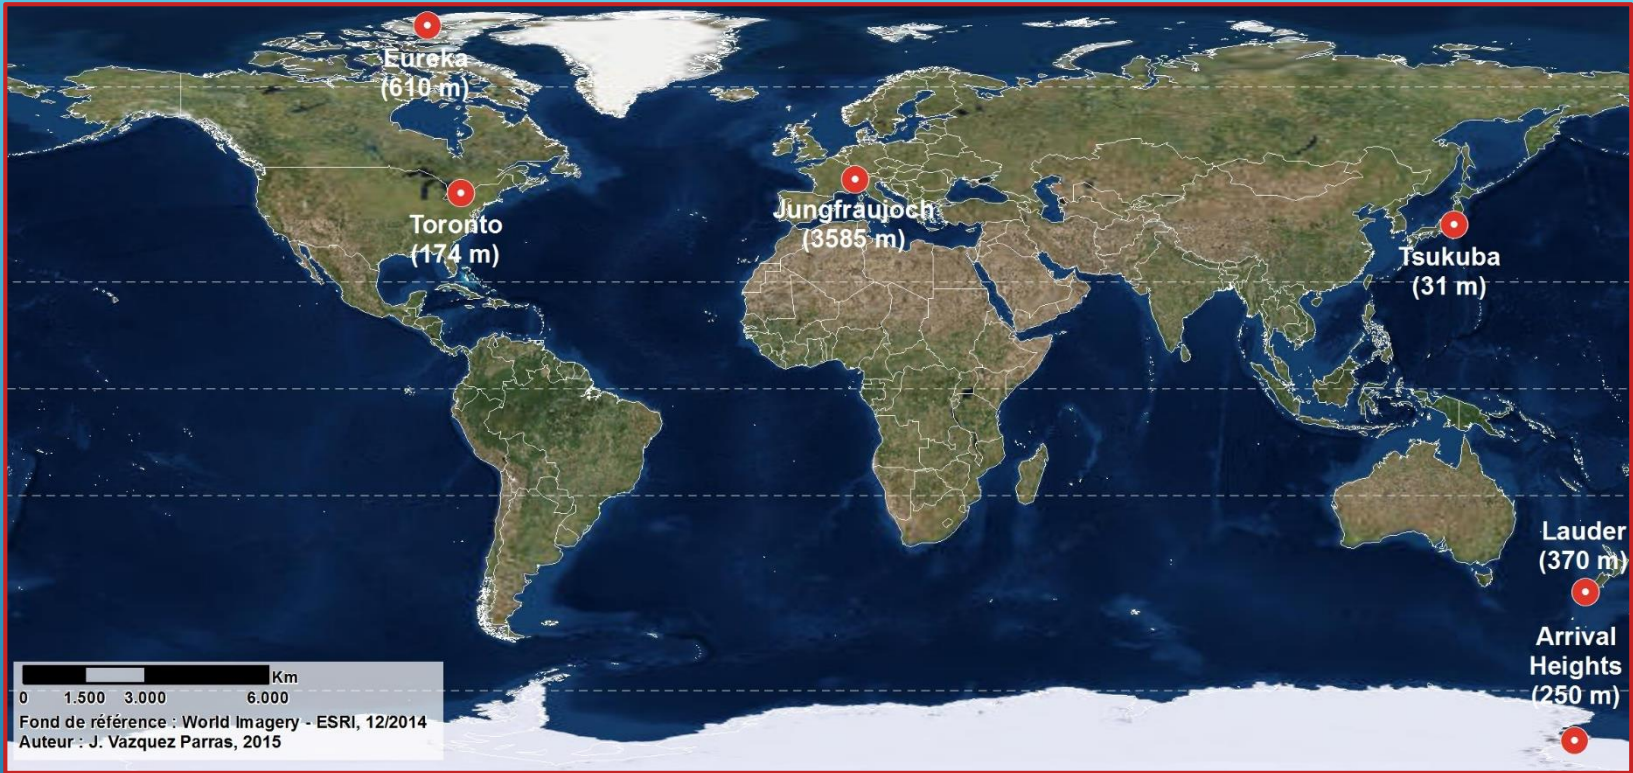 Eureka
(610 m)
Toronto
(174 m)
Jungfraujoch
(3585 m)
Tsukuba
(31 m)
Lauder
(370 m)
Arrival
Heights
(250 m)
Km
0 1.500 3.000 6.000
Fond de référence : World Imagery - ESRI, 12/2014
Auteur : J. Vazquez Parras, 2015